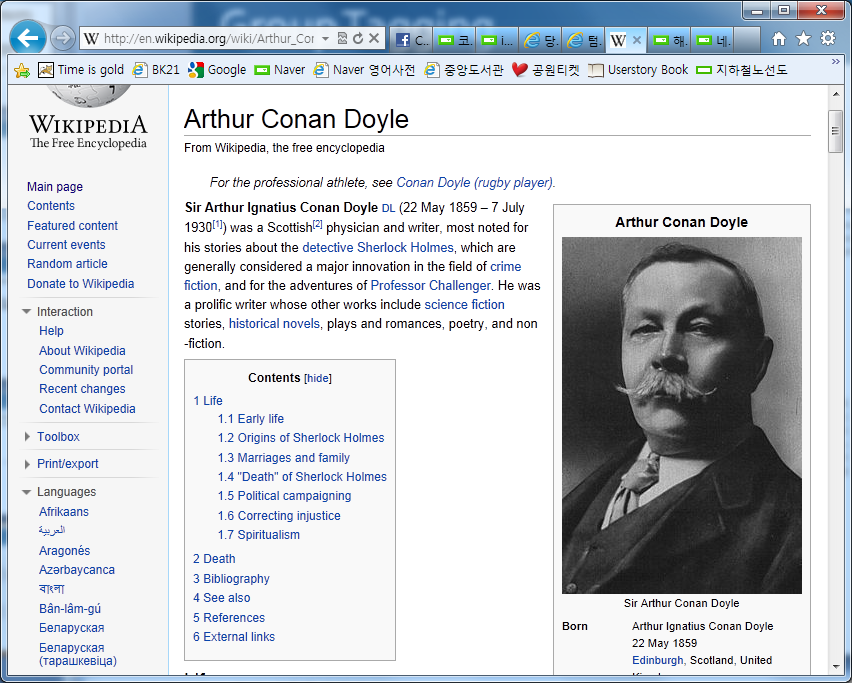 http://en.wikipedia.org/wiki/Arthur_Cor
C...
코.
i...
당.
텀.
W
해.
네.
Time is gold
BK21
Google
Naver
Naver 영어사전
중앙도서관
공원티켓
Userstory Book
지하철노선도
WIKIPEDIA
The Free Encyclopedia
Main page
Contents
Featured content
Current events
Random article
Donate to Wikipedia
Interaction
Help
About Wikipedia
Community portal
Recent changes
Contact Wikipedia
Toolbox
Print/export
Languages
Afrikaans
العربية
Aragonés
Azərbaycanca
বাংলা
Bân-lâm-gú
Беларуская
Беларуская
(тарашкевіца)
Arthur Conan Doyle
From Wikipedia, the free encyclopedia
For the professional athlete, see Conan Doyle (rugby player).
Sir Arthur Ignatius Conan Doyle DL (22 May 1859 – 7 July
1930[1]) was a Scottish[2] physician and writer, most noted for
his stories about the detective Sherlock Holmes, which are
generally considered a major innovation in the field of crime
fiction, and for the adventures of Professor Challenger. He was
a prolific writer whose other works include science fiction
stories, historical novels, plays and romances, poetry, and non
-fiction.
Contents [hide]
1 Life
1.1 Early life
1.2 Origins of Sherlock Holmes
1.3 Marriages and family
1.4 "Death" of Sherlock Holmes
1.5 Political campaigning
1.6 Correcting injustice
1.7 Spiritualism
2 Death
3 Bibliography
4 See also
5 References
6 External links
Arthur Conan Doyle
Sir Arthur Conan Doyle
Born
Arthur Ignatius Conan Doyle
22 May 1859
Edinburgh, Scotland, United